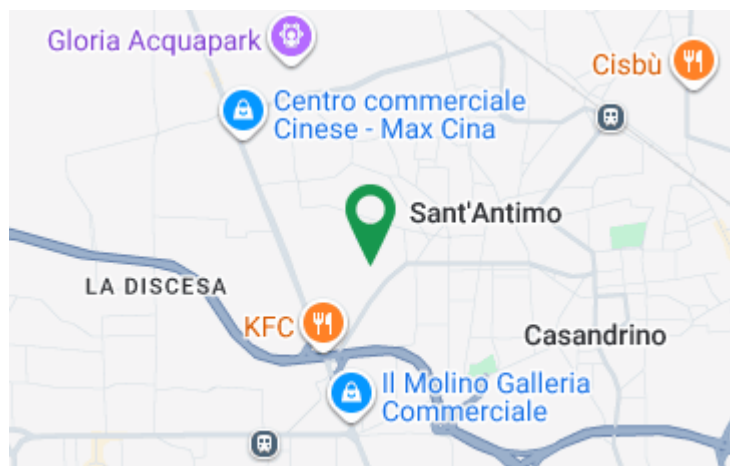 Gloria Acquapark
Cisbù
Centro commerciale
Cinese - Max Cina
Sant'Antimo
LA DISCESA
KFC
Casandrino
Il Molino Galleria
Commerciale